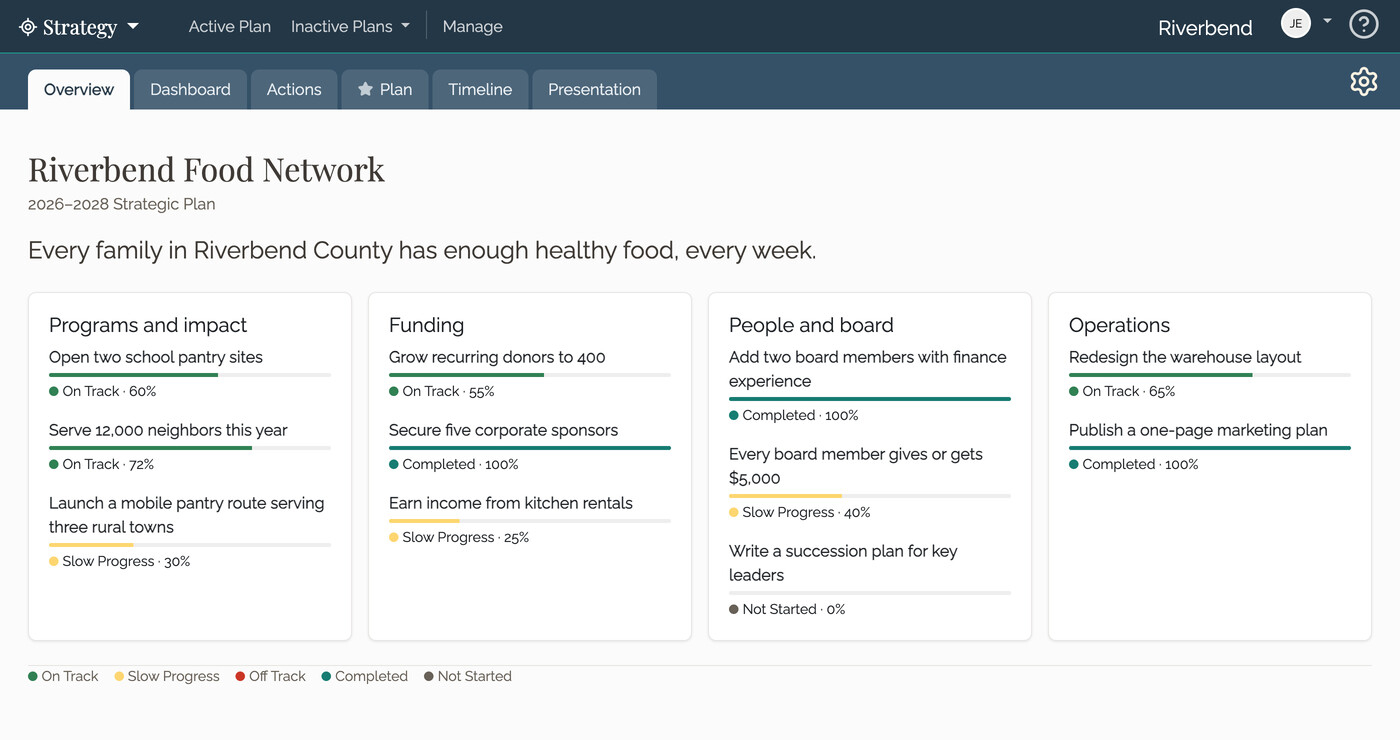 Strategy
Active Plan
Inactive Plans
Manage
Riverbend
JE
Overview
Dashboard
Actions
Plan
Timeline
Presentation
Riverbend Food Network
2026–2028 Strategic Plan
Every family in Riverbend County has enough healthy food, every week.
Programs and impact
Open two school pantry sites
On Track · 60%
Serve 12,000 neighbors this year
On Track · 72%
Launch a mobile pantry route serving
three rural towns
Slow Progress · 30%
Funding
Grow recurring donors to 400
On Track · 55%
Secure five corporate sponsors
Completed · 100%
Earn income from kitchen rentals
Slow Progress · 25%
People and board
Add two board members with finance
experience
Completed · 100%
Every board member gives or gets
$5,000
Slow Progress · 40%
Write a succession plan for key
leaders
Not Started · 0%
Operations
Redesign the warehouse layout
On Track · 65%
Publish a one-page marketing plan
Completed · 100%
On Track
Slow Progress
Off Track
Completed
Not Started